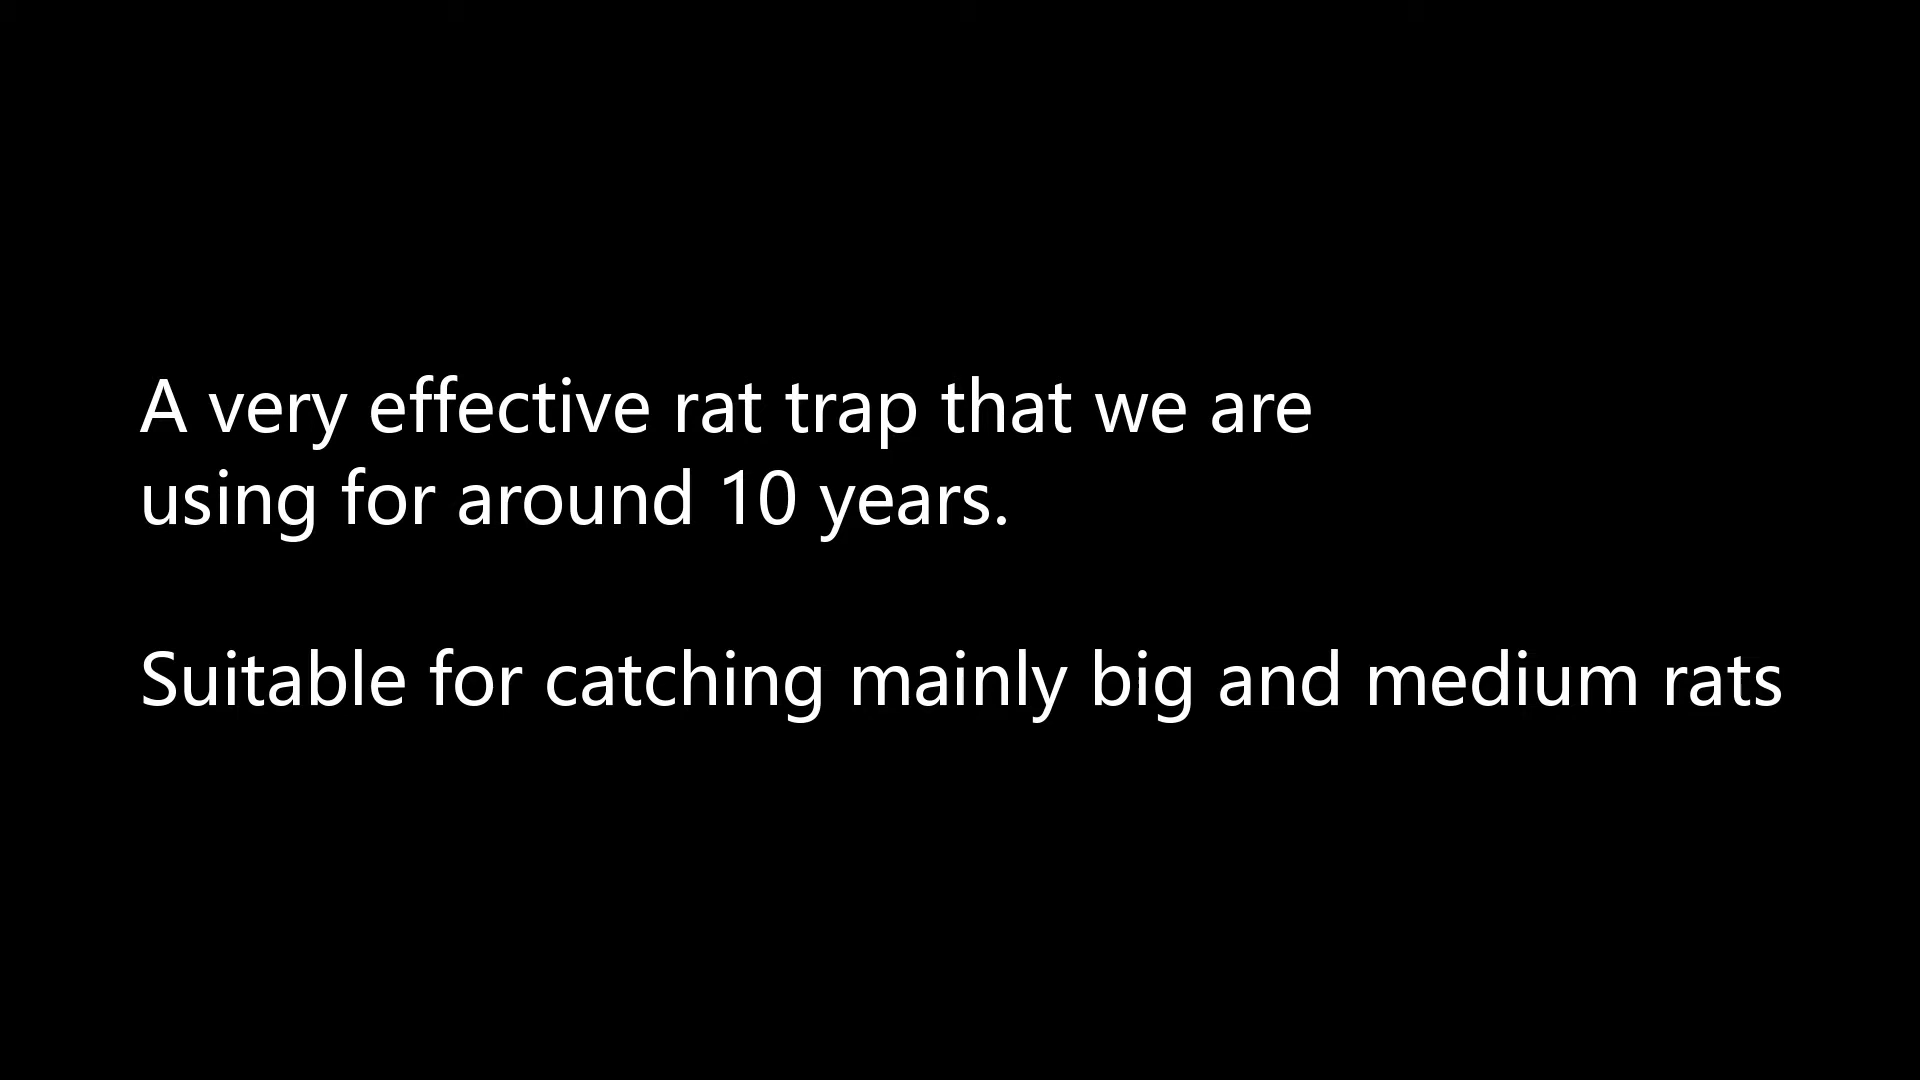 A very effective rat trap that we are
using for around 10 years.
Suitable for catching mainly big and medium rats